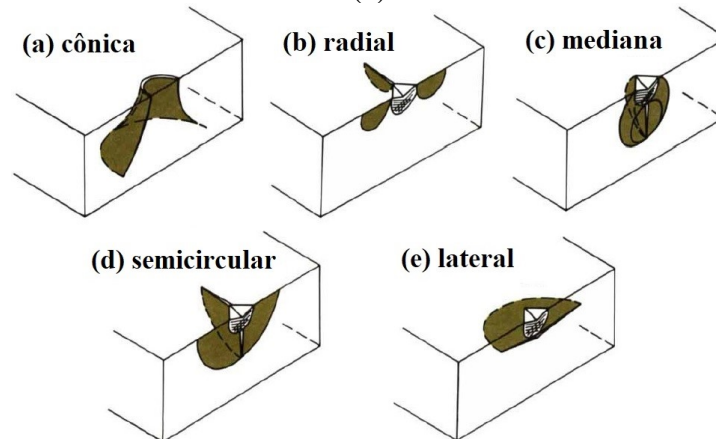 (a) cônica
(b) radial
(c) mediana
(d) semicircular
(e) lateral